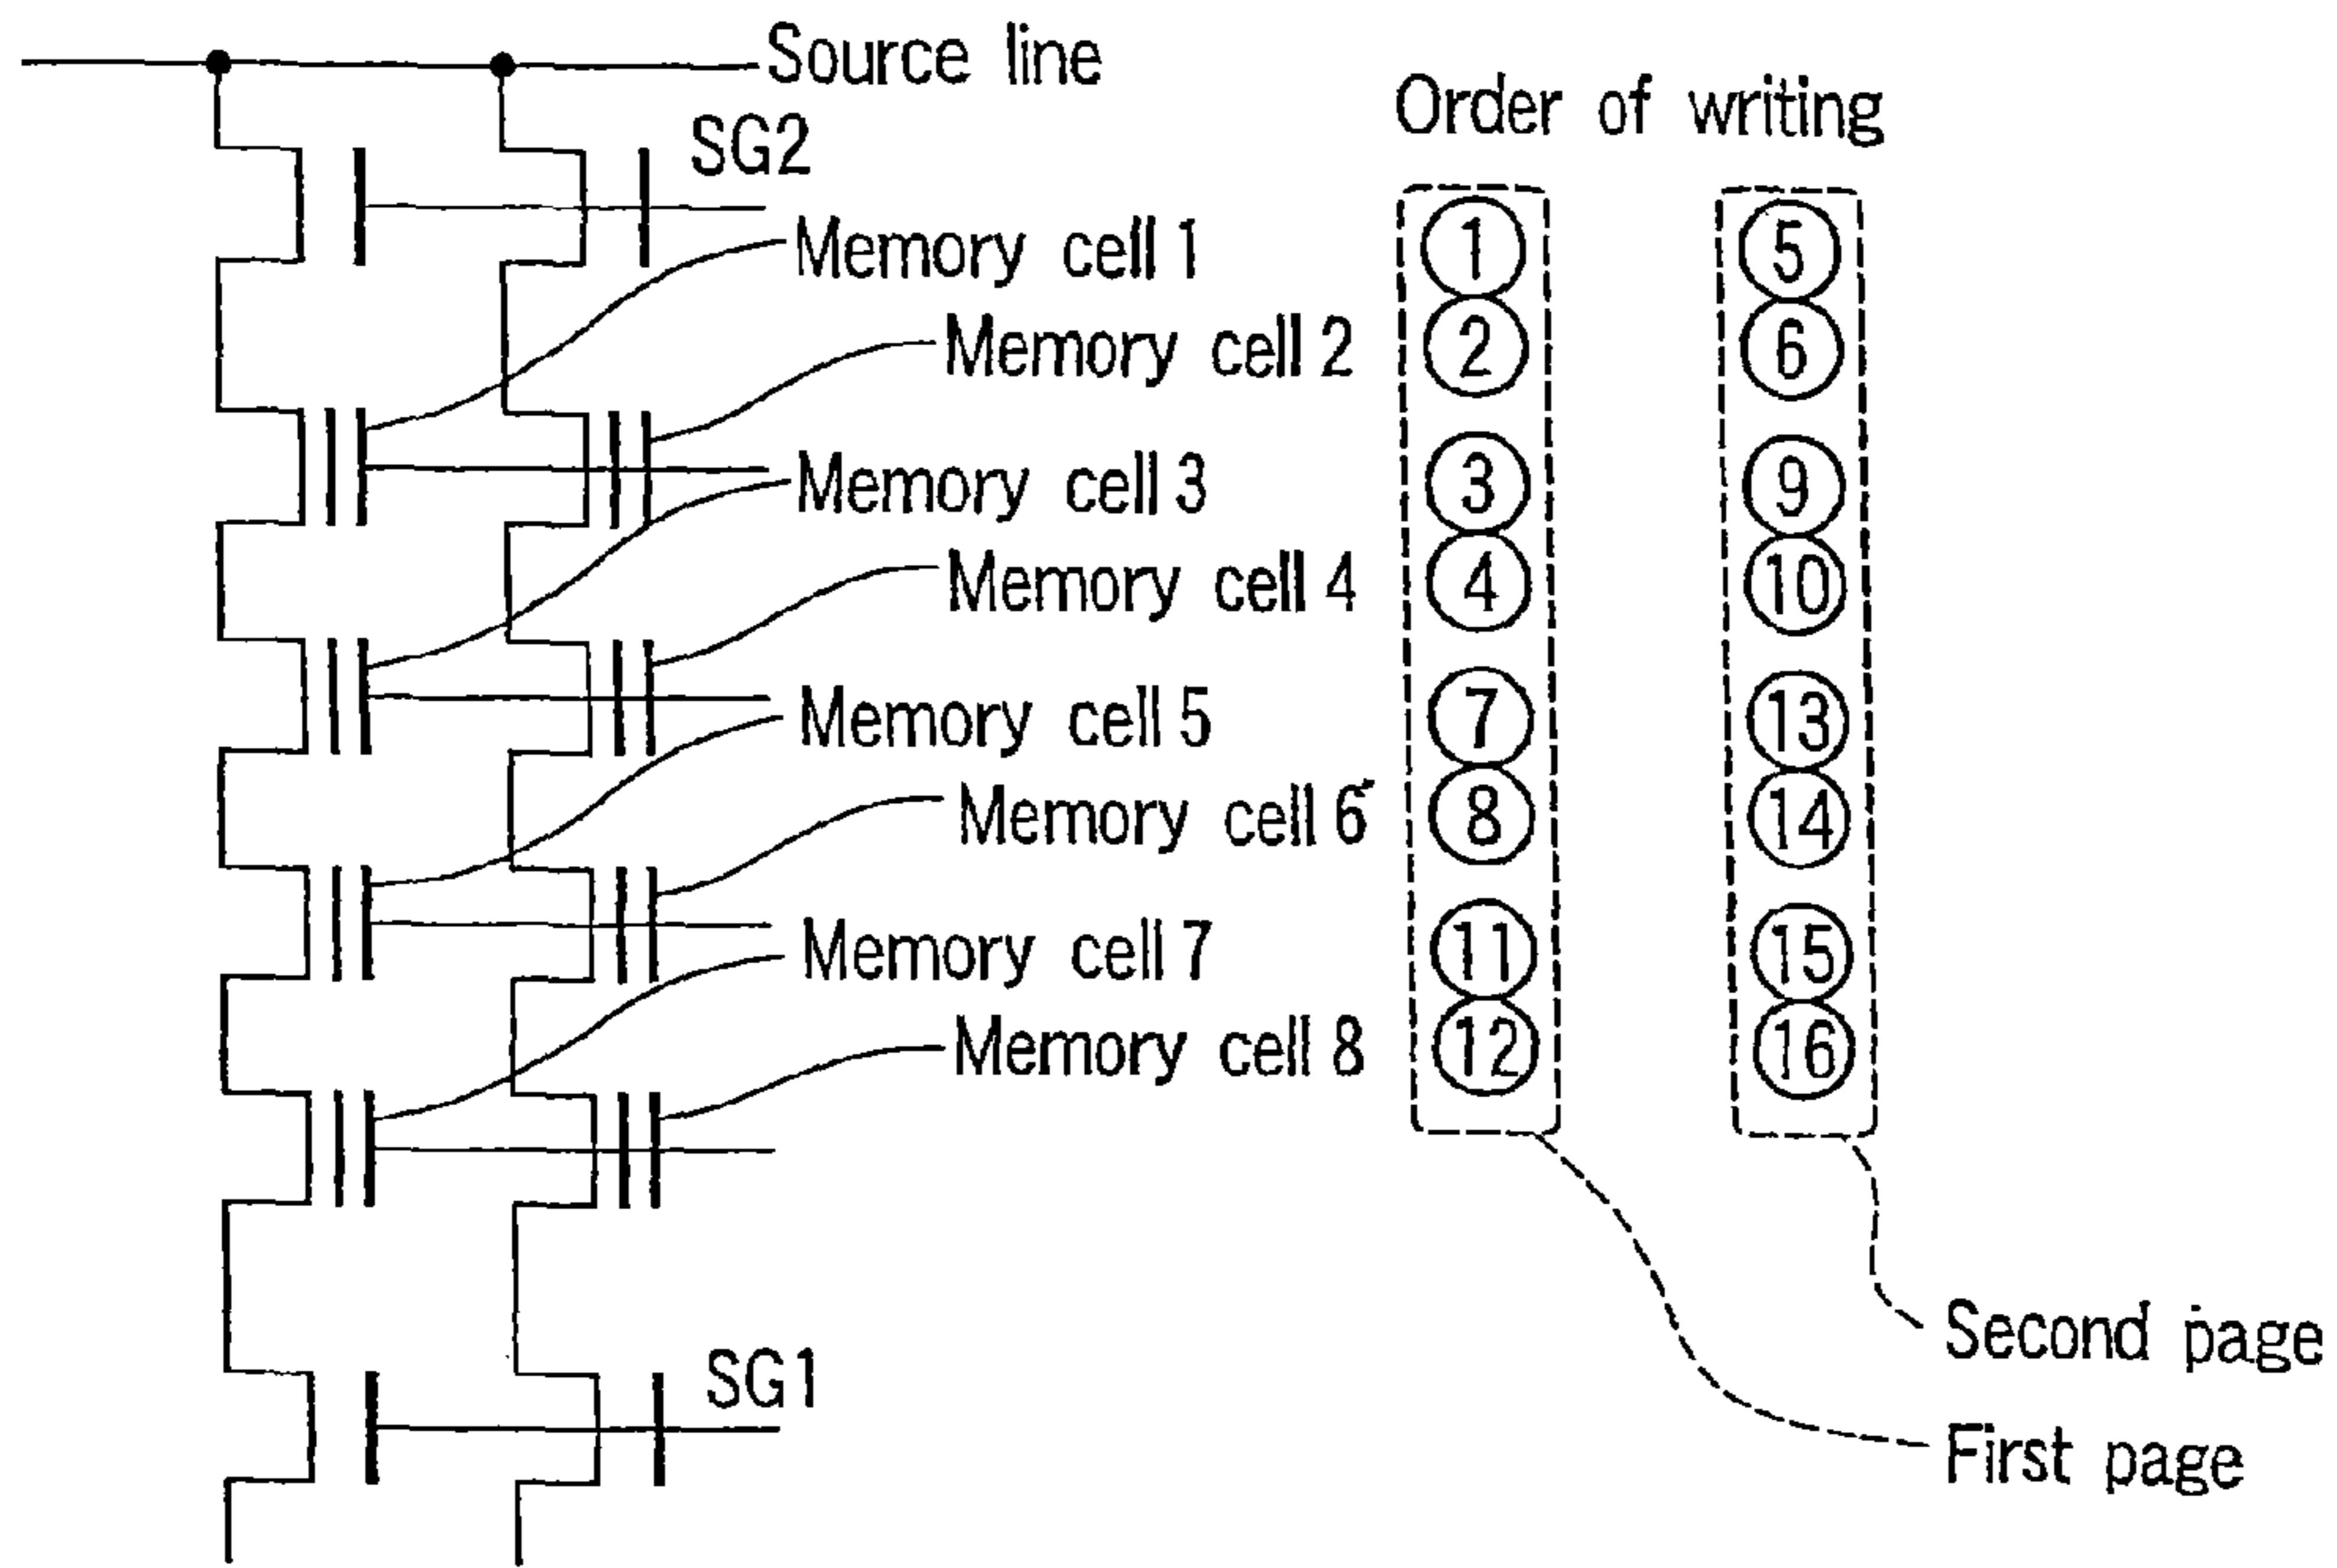 Source line
SG2
Order of writing
Memory cell 1 ① ⑤
Memory cell 2 ② ⑥
Memory cell 3 ③ ⑨
Memory cell 4 ④ ⑩
Memory cell 5 ⑦ ⑬
Memory cell 6 ⑧ ⑭
Memory cell 7 ⑪ ⑮
Memory cell 8 ⑫ ⑯
SG1
Second page
First page